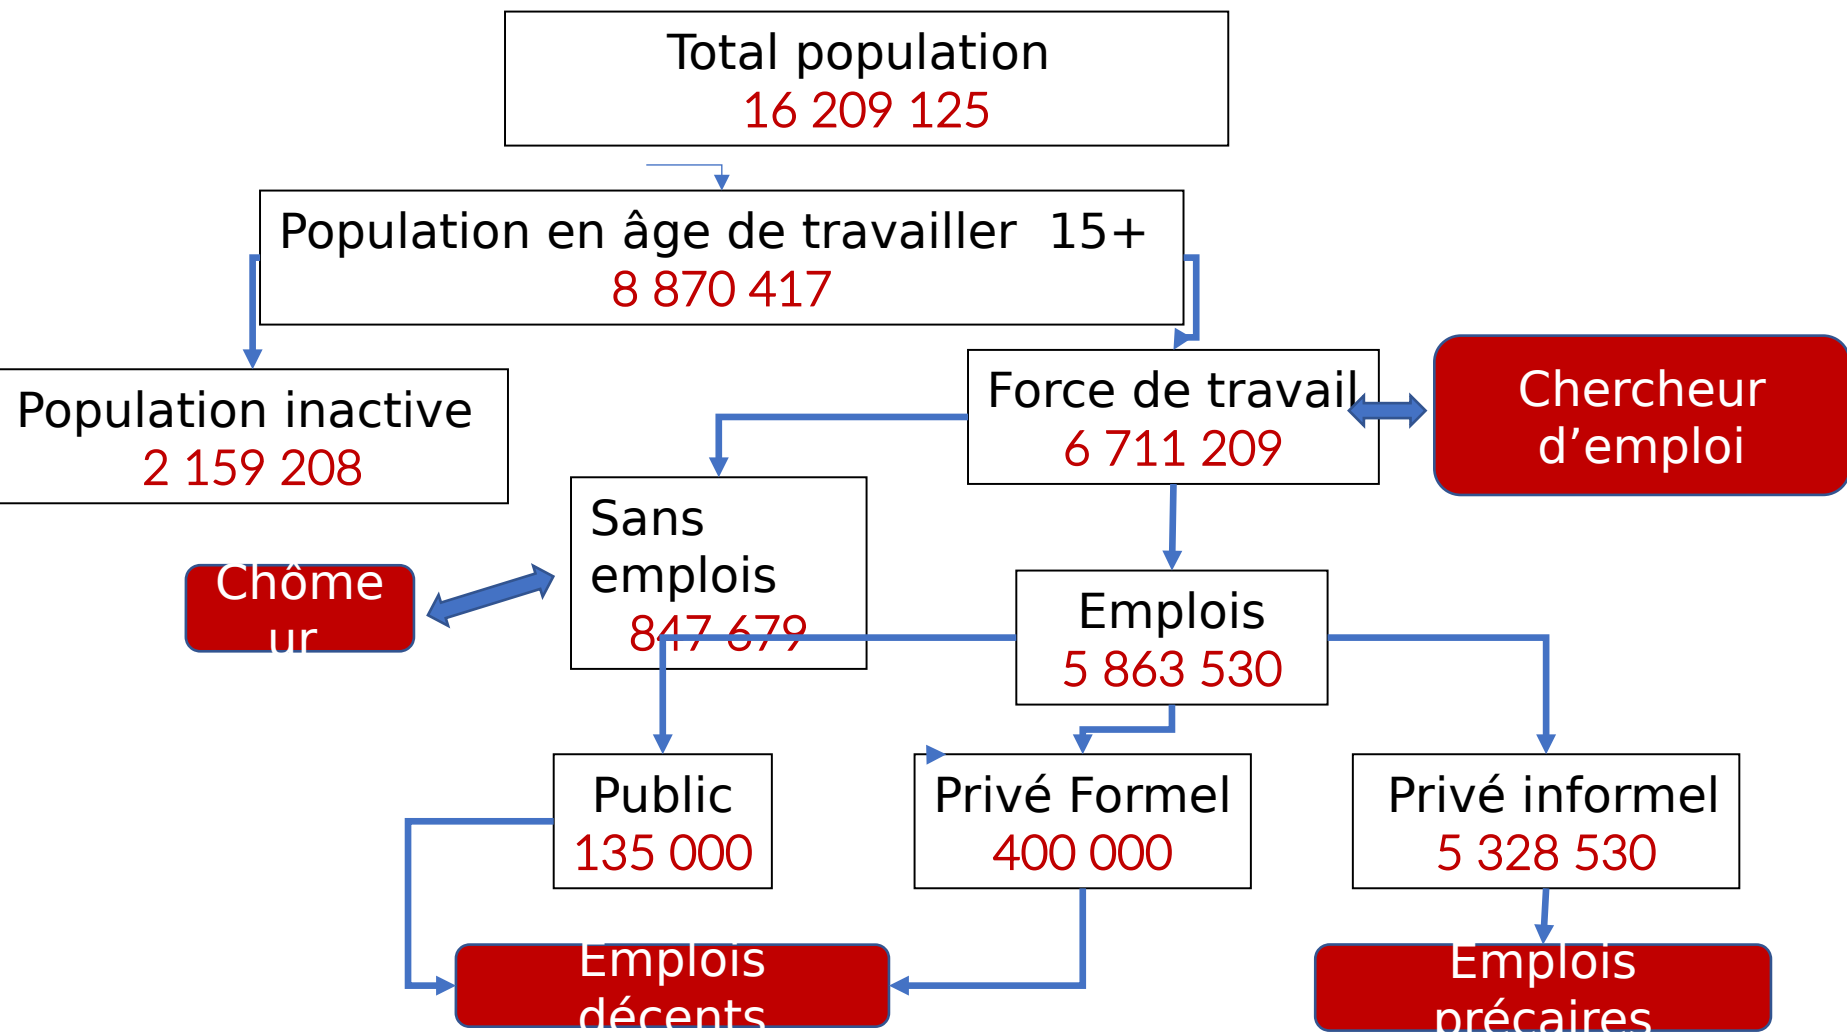 Total population
16 209 125
Population en âge de travailler  15+
8 870 417
Population inactive
2 159 208
Force de travail
6 711 209
Chercheur
d’emploi
Sans
emplois
847 679
Chôme
ur
Emplois
5 863 530
Public
135 000
Privé Formel
400 000
Privé informel
5 328 530
Emplois
décents
Emplois
précaires